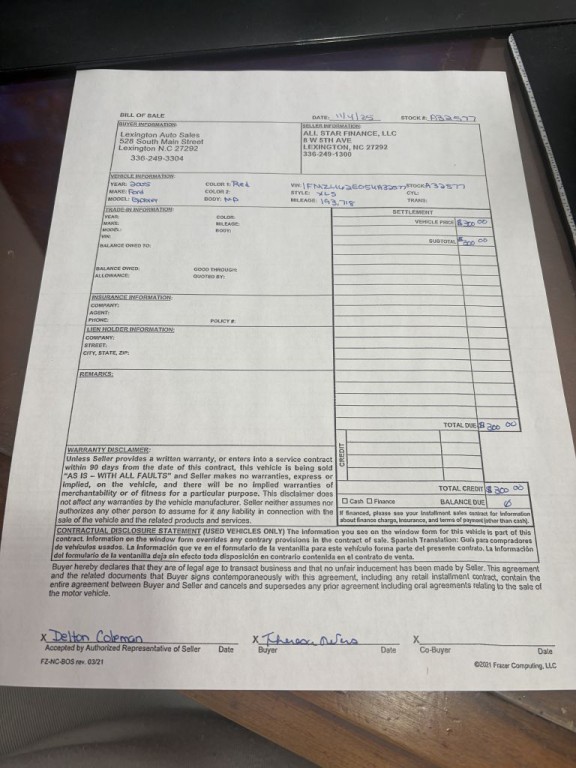 BILL OF SALE DATE: 11/4/25 STOCK #: A32577
BUYER INFORMATION: SELLER INFORMATION:
Lexington Auto Sales
528 South Main Street
Lexington N.C 27292
336-249-3304
ALL STAR FINANCE, LLC
6 W 5TH AVE
LEXINGTON, NC 27292
336-249-1300
VEHICLE INFORMATION:
YEAR: 2005 COLOR 1: Red VIN: STOCK A32577
MAKE: Ford COLOR 2: STYLE: XLS CYL:
MODEL: Explorer BODY: MILEAGE: 193,718 TRANS:
TRADE-IN INFORMATION:
YEAR: COLOR:
MAKE: MILEAGE:
MODEL: BODY:
VIN:
BALANCE OWED TO:
BALANCE OWED: GOOD THROUGH:
ALLOWANCE: QUOTED BY:
SETTLEMENT
VEHICLE PRICE $ 300 00
SUBTOTAL $ 300 00
INSURANCE INFORMATION:
COMPANY:
AGENT:
PHONE: POLICY #:
LIEN HOLDER INFORMATION:
COMPANY:
STREET:
CITY, STATE, ZIP:
REMARKS:
TOTAL DUE $ 300 00
CREDIT
TOTAL CREDIT $ 300 00
☐ Cash ☐ Finance BALANCE DUE
If financed, please see your installment sales contract for information
about finance charge, insurance, and terms of payment (other than cash).
WARRANTY DISCLAIMER:
Unless Seller provides a written warranty, or enters into a service contract
within 90 days from the date of this contract, this vehicle is being sold
"AS IS - WITH ALL FAULTS" and Seller makes no warranties, express or
implied, on the vehicle, and there will be no implied warranties of
merchantability or of fitness for a particular purpose. This disclaimer does
not affect any warranties by the vehicle manufacturer. Seller neither assumes nor
authorizes any other person to assume for it any liability in connection with the
sale of the vehicle and the related products and services.
CONTRACTUAL DISCLOSURE STATEMENT (USED VEHICLES ONLY) The information you see on the window form for this vehicle is part of this
contract. Information on the window form overrides any contrary provisions in the contract of sale. Spanish Translation: Guía para compradores
de vehículos usados. La información que ve en el formulario de la ventanilla para este vehículo forma parte del presente contrato. La información
del formulario de la ventanilla deja sin efecto toda disposición en contrario contenida en el contrato de venta.
Buyer hereby declares that they are of legal age to transact business and that no unfair inducement has been made by Seller. This agreement
and the related documents that Buyer signs contemporaneously with this agreement, including any retail installment contract, contain the
entire agreement between Buyer and Seller and cancels and supersedes any prior agreement including oral agreements relating to the sale of
the motor vehicle.
X Delton Coleman X X
Accepted by Authorized Representative of Seller Date Buyer Date Co-Buyer Date
FZ-NC-BOS rev. 03/21 ©2021 Frazer Computing, LLC